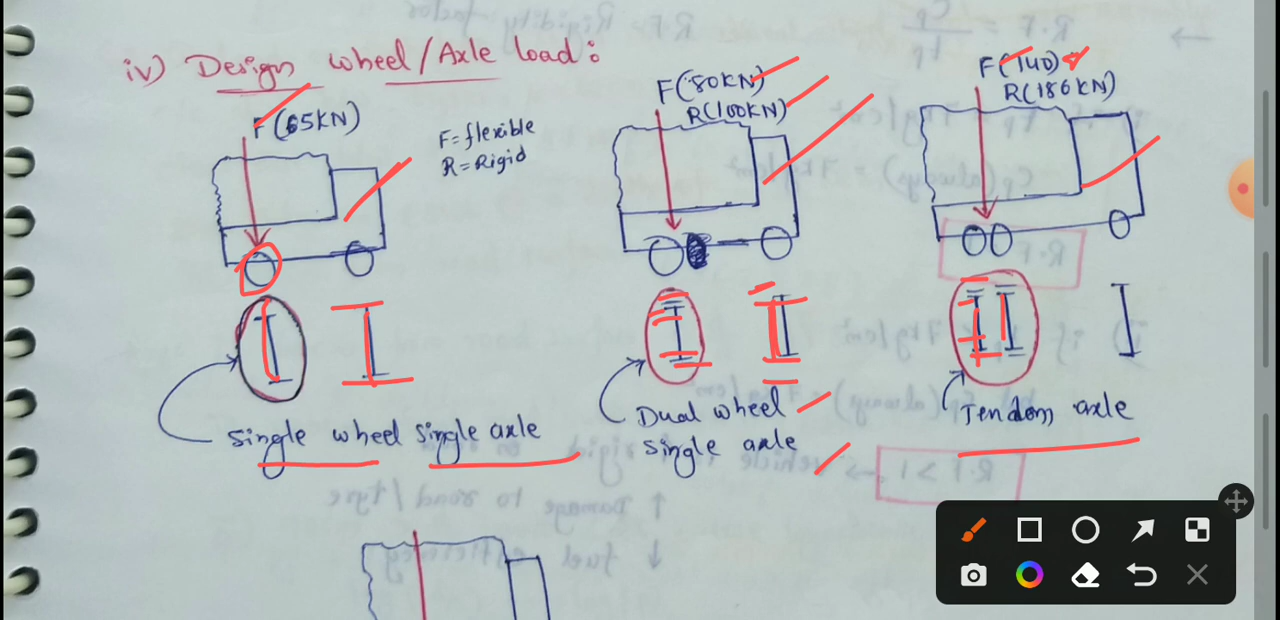 iv) Design wheel/Axle load:
F(65KN)
F=flexible
R=Rigid
F(80KN)
R(100KN)
F(140)
R(186KN)
single wheel single axle
Dual wheel
single axle
Tendom axle